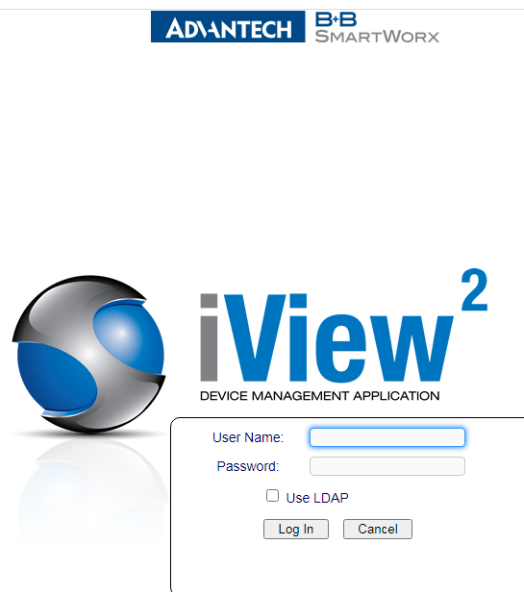 ADVANTECH
B+B
SMARTWORX
iView 2
DEVICE MANAGEMENT APPLICATION
User Name:
Password:
Use LDAP
Log In Cancel